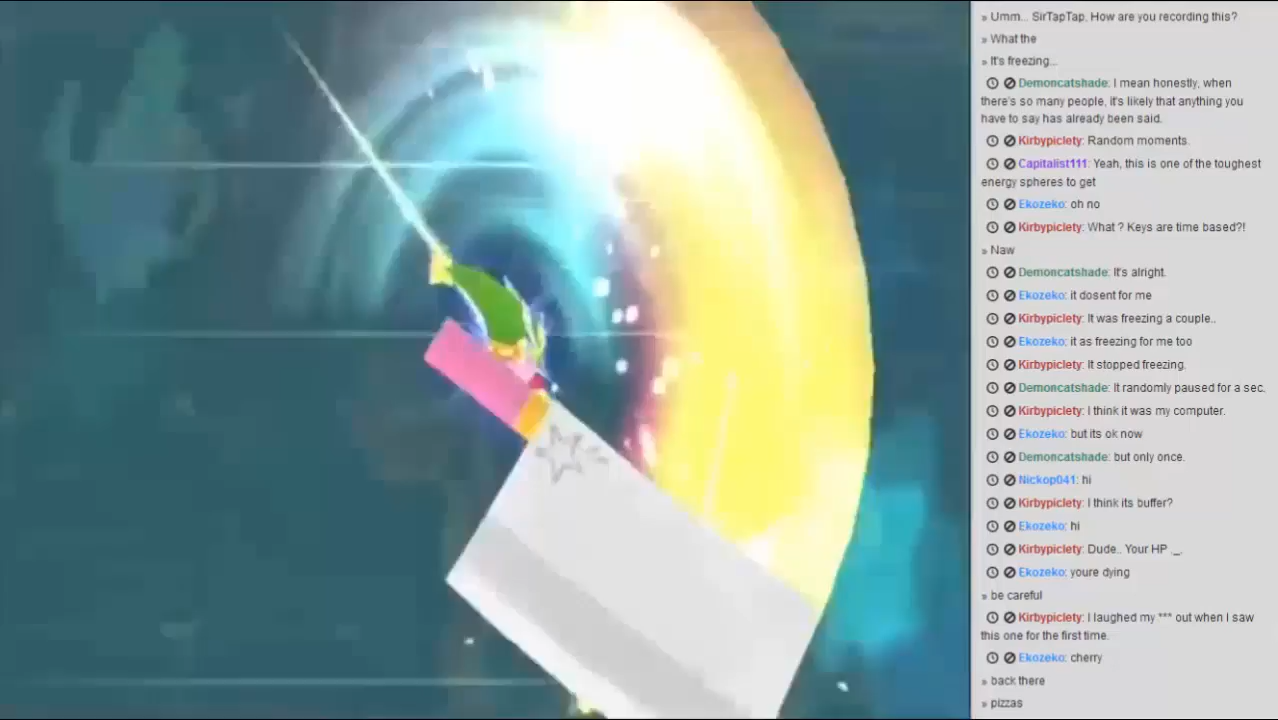 » Umm... SirTapTap. How are you recording this?
» What the
» It's freezing...
Demoncatshade: I mean honestly, when
there's so many people, it's likely that anything you
have to say has already been said.
Kirbypiclety: Random moments.
Capitalist111: Yeah, this is one of the toughest
energy spheres to get
Ekozeko: oh no
Kirbypiclety: What ? Keys are time based?!
» Naw
Demoncatshade: It's alright.
Ekozeko: it dosent for me
Kirbypiclety: It was freezing a couple..
Ekozeko: it as freezing for me too
Kirbypiclety: It stopped freezing.
Demoncatshade: It randomly paused for a sec.
Kirbypiclety: I think it was my computer.
Ekozeko: but its ok now
Demoncatshade: but only once.
Nickop041: hi
Kirbypiclety: I think its buffer?
Ekozeko: hi
Kirbypiclety: Dude.. Your HP ._.
Ekozeko: youre dying
» be careful
Kirbypiclety: I laughed my *** out when I saw
this one for the first time.
Ekozeko: cherry
» back there
» pizzas